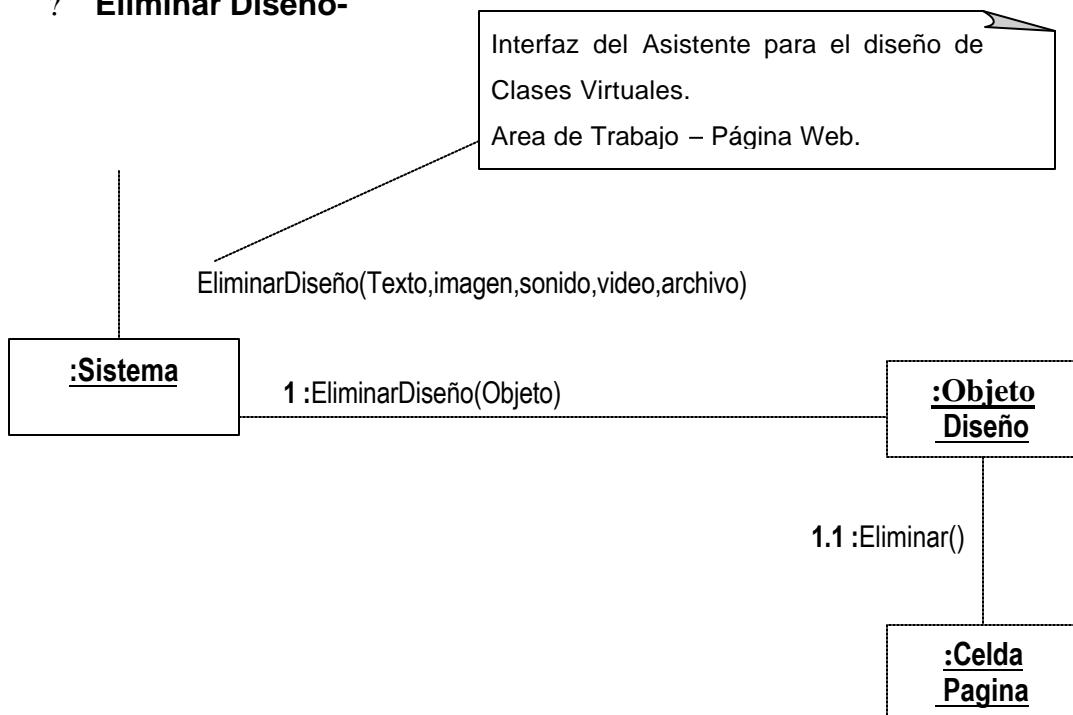 ? Eliminar Diseño-
Interfaz del Asistente para el diseño de
Clases Virtuales.
Area de Trabajo – Página Web.
EliminarDiseño(Texto,imagen,sonido,video,archivo)
:Sistema
1 :EliminarDiseño(Objeto)
:Objeto
Diseño
1.1 :Eliminar()
:Celda
Pagina